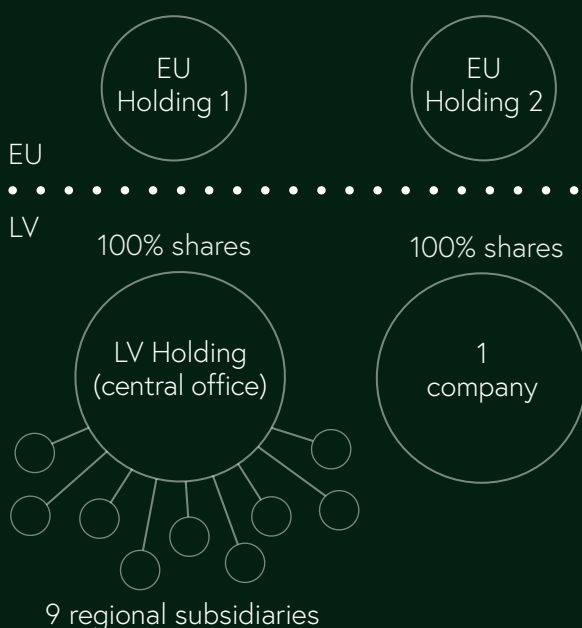 EU
Holding 1
EU
Holding 2
EU
LV
100% shares
100% shares
LV Holding
(central office)
1
company
9 regional subsidiaries